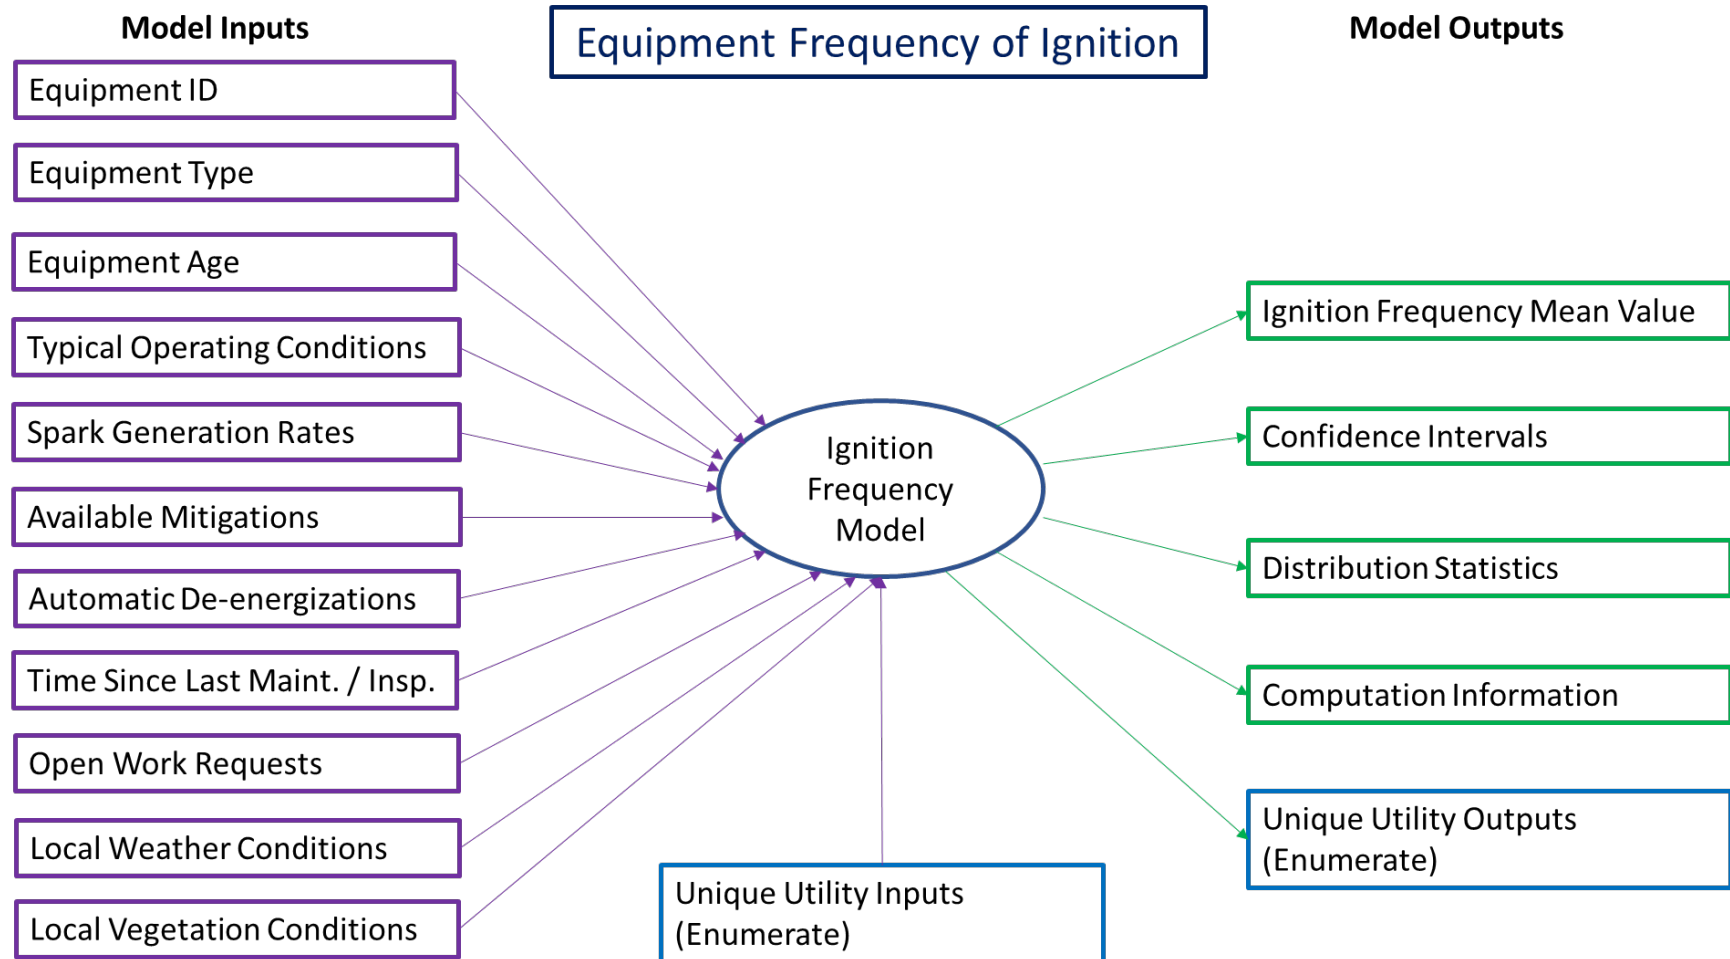 Model Inputs
Equipment Frequency of Ignition
Model Outputs
Equipment ID
Equipment Type
Equipment Age
Typical Operating Conditions
Spark Generation Rates
Available Mitigations
Automatic De-energizations
Time Since Last Maint. / Insp.
Open Work Requests
Local Weather Conditions
Local Vegetation Conditions
Ignition
Frequency
Model
Unique Utility Inputs
(Enumerate)
Ignition Frequency Mean Value
Confidence Intervals
Distribution Statistics
Computation Information
Unique Utility Outputs
(Enumerate)